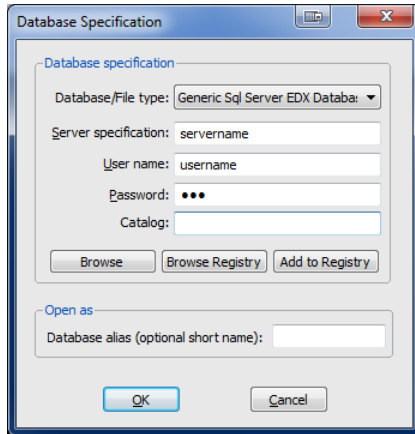 Database Specification
Database specification
Database/File type: Generic Sql Server EDX Databa:
Server specification: servername
User name: username
Password: •••
Catalog:
Browse Browse Registry Add to Registry
Open as
Database alias (optional short name):
OK Cancel